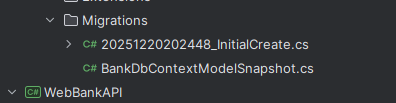 Migrations
C# 20251220202448_InitialCreate.cs
C# BankDbContextModelSnapshot.cs
C# WebBankAPI